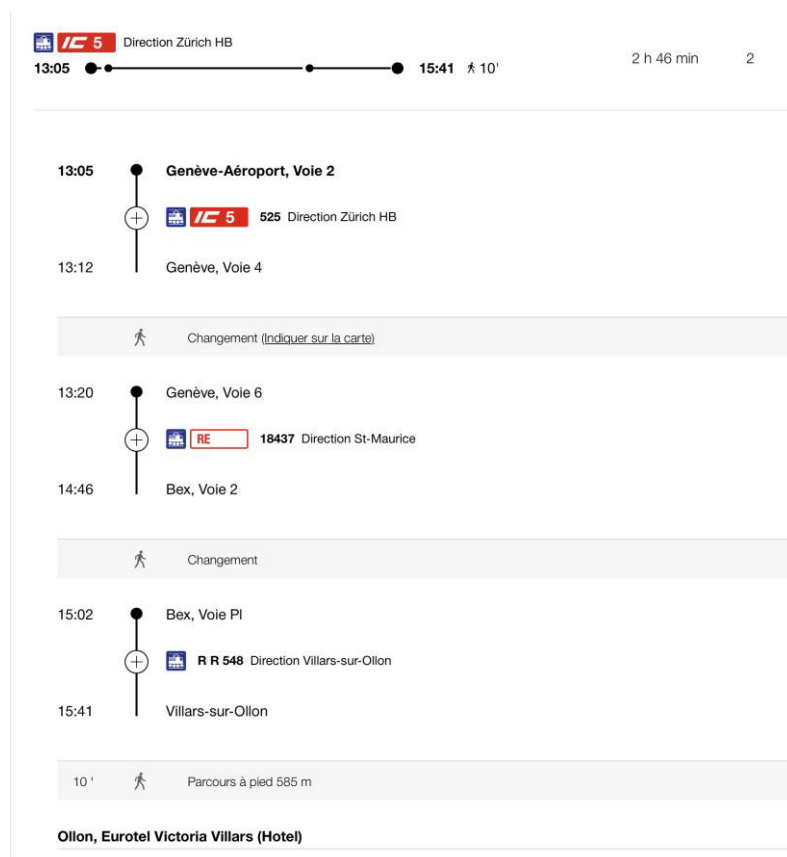 IC 5 Direction Zürich HB
13:05 15:41 10' 2 h 46 min 2
13:05 Genève-Aéroport, Voie 2
IC 5 525 Direction Zürich HB
13:12 Genève, Voie 4
Changement (Indiquer sur la carte)
13:20 Genève, Voie 6
RE 18437 Direction St-Maurice
14:46 Bex, Voie 2
Changement
15:02 Bex, Voie Pl
R R 548 Direction Villars-sur-Ollon
15:41 Villars-sur-Ollon
10 ' Parcours à pied 585 m
Ollon, Eurotel Victoria Villars (Hotel)